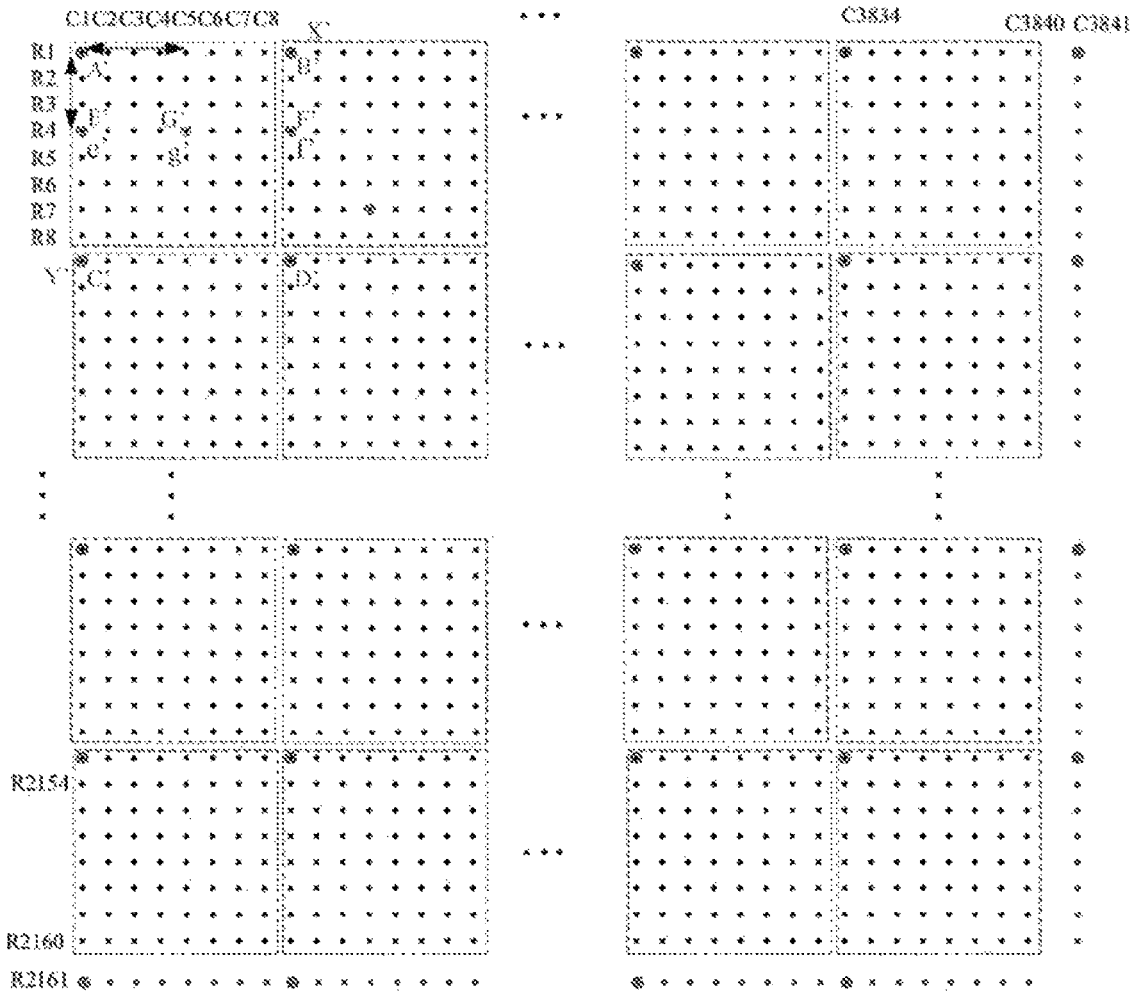 C1C2C3C4C5C6C7C8 C3834 C3840 C3841
X'
R1
A' B'
R2
R3
E' G' F'
R4
e' g' f'
R5
R6
R7
R8
Y' C' D'
R2154
R2160
R2161